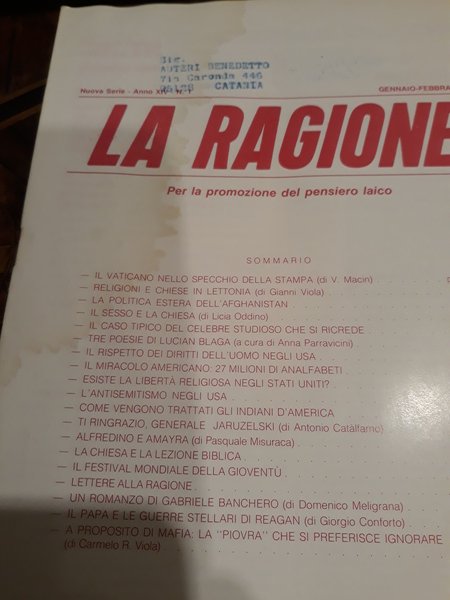 Sig.
AUTERI BENEDETTO
Via Caronda 446
CATANIA
Nuova Serie - Anno XIV - N. 1
GENNAIO-FEBBRA
LA RAGIONE
Per la promozione del pensiero laico
SOMMARIO
— IL VATICANO NELLO SPECCHIO DELLA STAMPA (di V. Macin)
— RELIGIONI E CHIESE IN LETTONIA (di Gianni Viola)
— LA POLITICA ESTERA DELL'AFGHANISTAN
— IL SESSO E LA CHIESA (di Licia Oddino)
— IL CASO TIPICO DEL CELEBRE STUDIOSO CHE SI RICREDE
— TRE POESIE DI LUCIAN BLAGA (a cura di Anna Parravicini)
— IL RISPETTO DEI DIRITTI DELL'UOMO NEGLI USA
— IL MIRACOLO AMERICANO: 27 MILIONI DI ANALFABETI
— ESISTE LA LIBERTÀ RELIGIOSA NEGLI STATI UNITI?
— L'ANTISEMITISMO NEGLI USA
— COME VENGONO TRATTATI GLI INDIANI D'AMERICA
— TI RINGRAZIO, GENERALE JARUZELSKI (di Antonio Catalfamo)
— ALFREDINO E AMAYRA (di Pasquale Misuraca)
— LA CHIESA E LA LEZIONE BIBLICA
— IL FESTIVAL MONDIALE DELLA GIOVENTÙ
— LETTERE ALLA RAGIONE
— UN ROMANZO DI GABRIELE BANCHERO (di Domenico Meligrana)
— IL PAPA E LE GUERRE STELLARI DI REAGAN (di Giorgio Conforto)
— A PROPOSITO DI MAFIA: LA "PIOVRA" CHE SI PREFERISCE IGNORARE
(di Carmelo R. Viola)